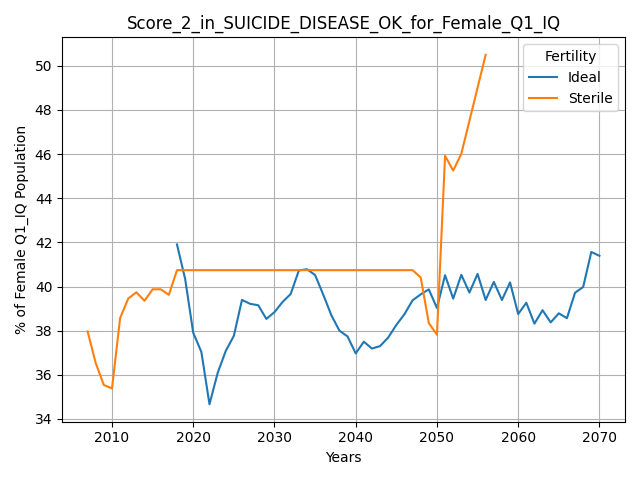 Score_2_in_SUICIDE_DISEASE_OK_for_Female_Q1_IQ
% of Female Q1_IQ Population
50
48
46
44
42
40
38
36
34
Fertility
Ideal
Sterile
2010 2020 2030 2040 2050 2060 2070
Years